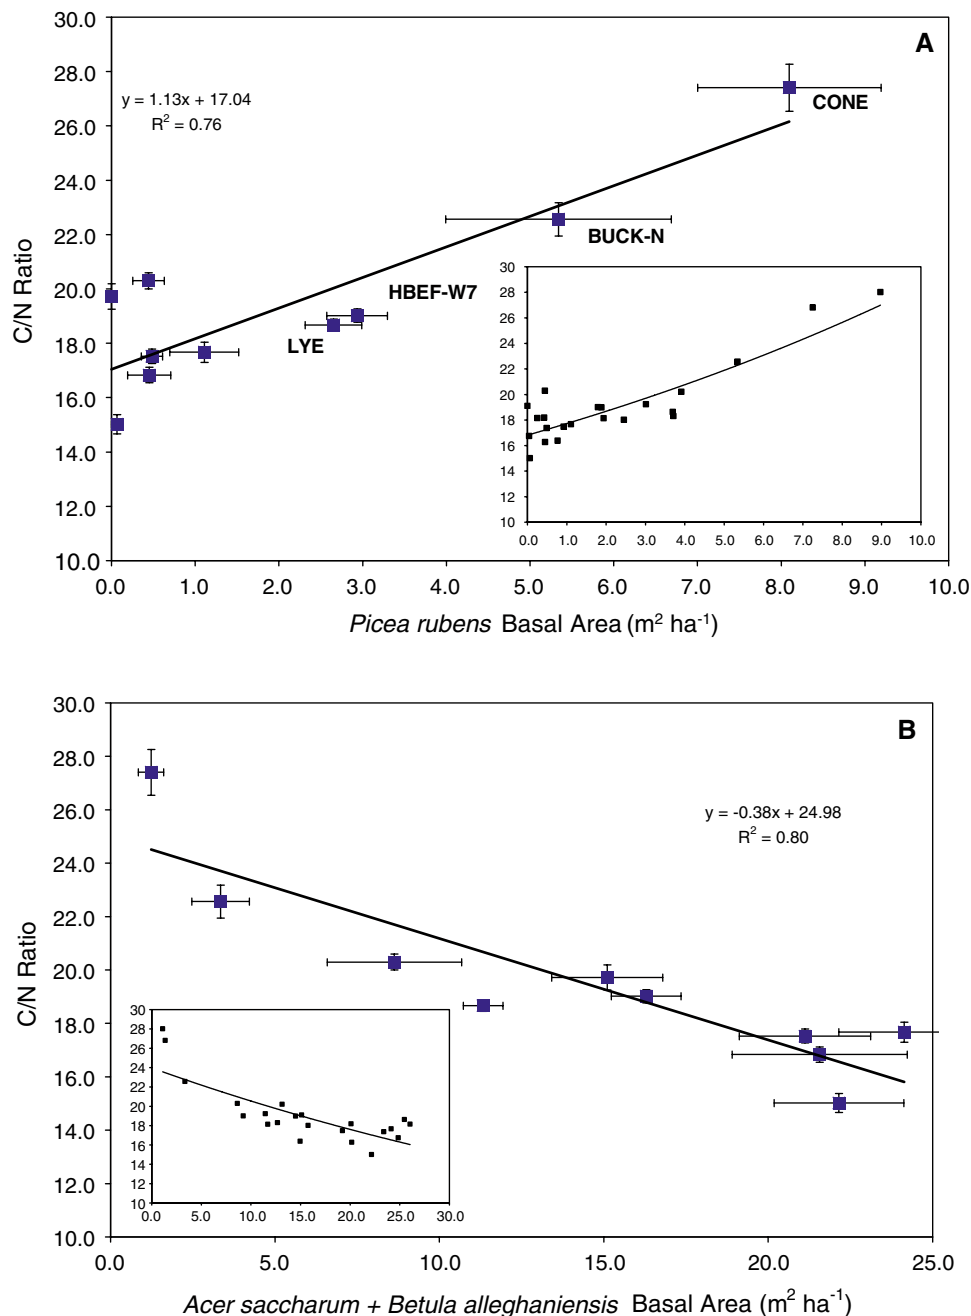 A
30.0
28.0
26.0
24.0
22.0
20.0
18.0
16.0
14.0
12.0
10.0
C/N Ratio
y = 1.13x + 17.04
R² = 0.76
CONE
BUCK-N
HBEF-W7
LYE
30
28
26
24
22
20
18
16
14
12
10
0.0 1.0 2.0 3.0 4.0 5.0 6.0 7.0 8.0 9.0 10.0
0.0 1.0 2.0 3.0 4.0 5.0 6.0 7.0 8.0 9.0 10.0
Picea rubens Basal Area (m² ha⁻¹)
B
30.0
28.0
26.0
24.0
22.0
20.0
18.0
16.0
14.0
12.0
10.0
C/N Ratio
y = -0.38x + 24.98
R² = 0.80
30
28
26
24
22
20
18
16
14
12
10
0.0 5.0 10.0 15.0 20.0 25.0 30.0
0.0 5.0 10.0 15.0 20.0 25.0
Acer saccharum + Betula alleghaniensis Basal Area (m² ha⁻¹)